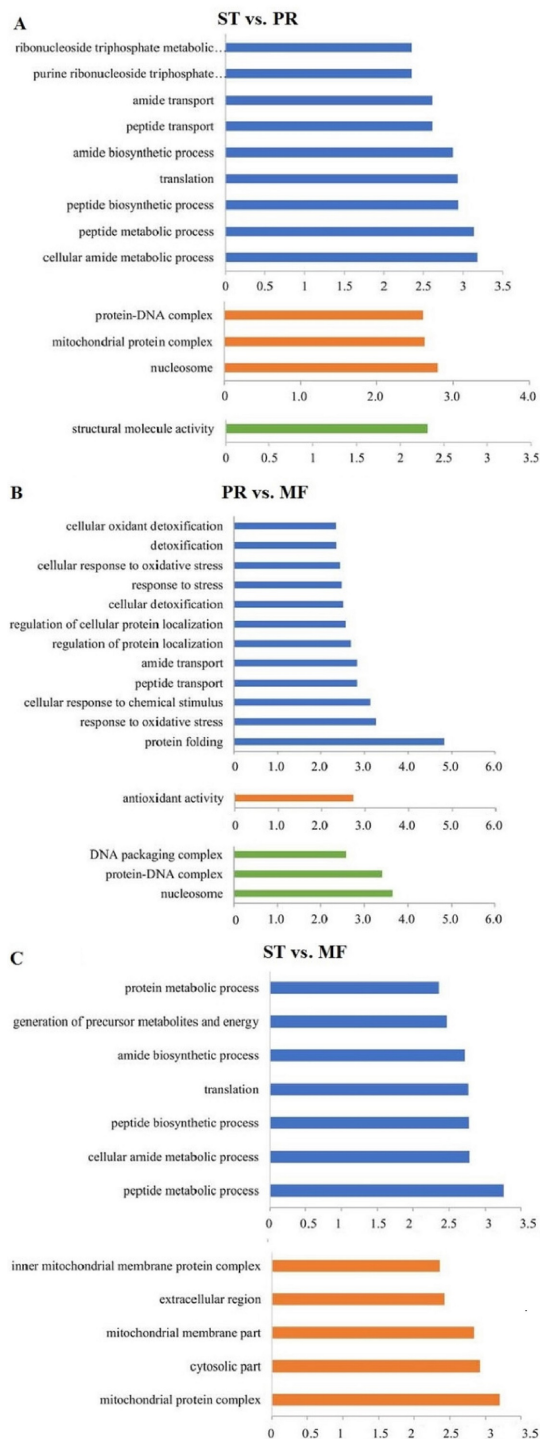 A
ST vs. PR
ribonucleoside triphosphate metabolic...
purine ribonucleoside triphosphate...
amide transport
peptide transport
amide biosynthetic process
translation
peptide biosynthetic process
peptide metabolic process
cellular amide metabolic process
0 0.5 1 1.5 2 2.5 3 3.5
protein-DNA complex
mitochondrial protein complex
nucleosome
0 1.0 2.0 3.0 4.0
structural molecule activity
0 0.5 1 1.5 2 2.5 3 3.5
B
PR vs. MF
cellular oxidant detoxification
detoxification
cellular response to oxidative stress
response to stress
cellular detoxification
regulation of cellular protein localization
regulation of protein localization
amide transport
peptide transport
cellular response to chemical stimulus
response to oxidative stress
protein folding
0.0 1.0 2.0 3.0 4.0 5.0 6.0
antioxidant activity
0.0 1.0 2.0 3.0 4.0 5.0 6.0
DNA packaging complex
protein-DNA complex
nucleosome
0.0 1.0 2.0 3.0 4.0 5.0 6.0
C
ST vs. MF
protein metabolic process
generation of precursor metabolites and energy
amide biosynthetic process
translation
peptide biosynthetic process
cellular amide metabolic process
peptide metabolic process
0 0.5 1 1.5 2 2.5 3 3.5
inner mitochondrial membrane protein complex
extracellular region
mitochondrial membrane part
cytosolic part
mitochondrial protein complex
0 0.5 1 1.5 2 2.5 3 3.5